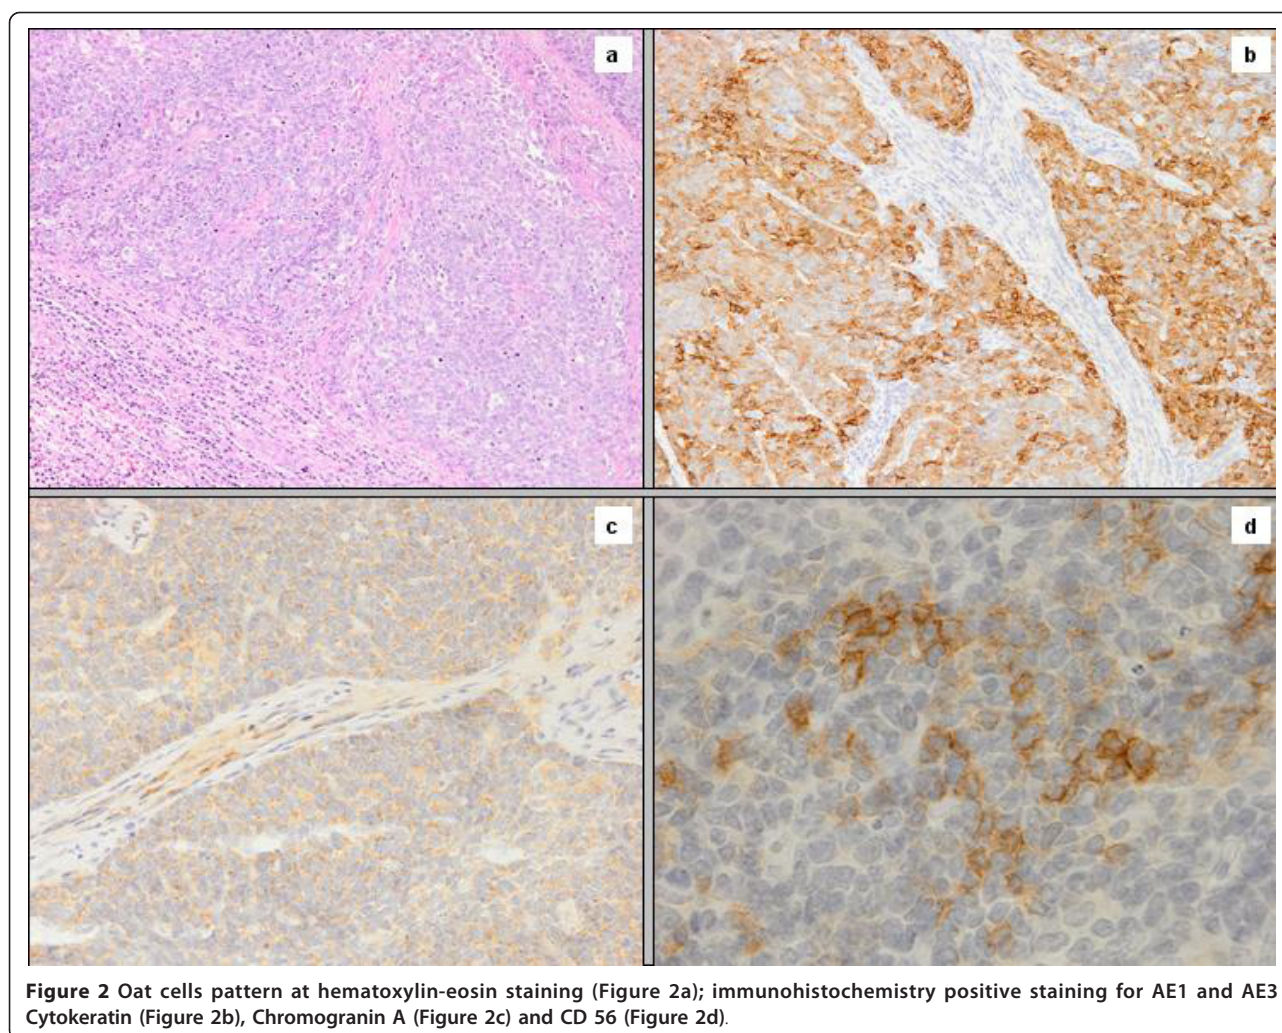 a
b
c
d
Figure 2 Oat cells pattern at hematoxylin-eosin staining (Figure 2a); immunohistochemistry positive staining for AE1 and AE3
Cytokeratin (Figure 2b), Chromogranin A (Figure 2c) and CD 56 (Figure 2d).